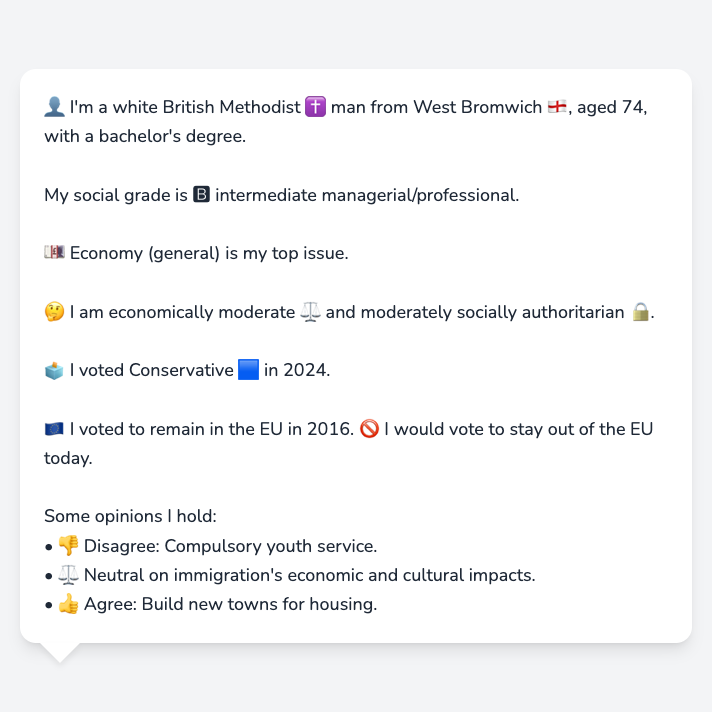 👤 I'm a white British Methodist ✝️ man from West Bromwich 🏴󠁧󠁢󠁥󠁮󠁧󠁿, aged 74,
with a bachelor's degree.
My social grade is 🅱 intermediate managerial/professional.
💷 Economy (general) is my top issue.
🤔 I am economically moderate ⚖️ and moderately socially authoritarian 🔒.
🗳️ I voted Conservative 🟦 in 2024.
🇪🇺 I voted to remain in the EU in 2016. 🚫 I would vote to stay out of the EU
today.
Some opinions I hold:
• 👎 Disagree: Compulsory youth service.
• ⚖️ Neutral on immigration's economic and cultural impacts.
• 👍 Agree: Build new towns for housing.